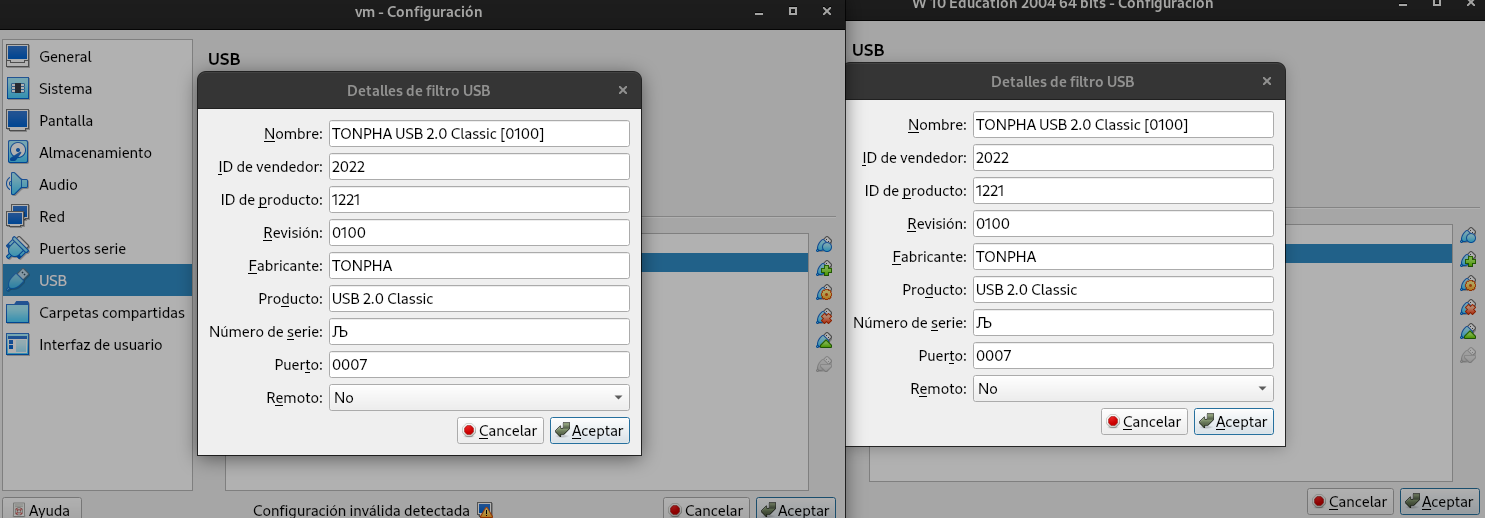 vm - Configuración
USB
General
Sistema
Pantalla
Almacenamiento
Audio
Red
Puertos serie
USB
Carpetas compartidas
Interfaz de usuario
Detalles de filtro USB
Nombre: TONPHA USB 2.0 Classic [0100]
ID de vendedor: 2022
ID de producto: 1221
Revisión: 0100
Fabricante: TONPHA
Producto: USB 2.0 Classic
Número de serie: Љ
Puerto: 0007
Remoto: No
Cancelar Aceptar
Ayuda
Configuración inválida detectada
Cancelar Aceptar
W 10 Education 2004 64 bits - Configuración
USB
Detalles de filtro USB
Nombre: TONPHA USB 2.0 Classic [0100]
ID de vendedor: 2022
ID de producto: 1221
Revisión: 0100
Fabricante: TONPHA
Producto: USB 2.0 Classic
Número de serie: Љ
Puerto: 0007
Remoto: No
Cancelar Aceptar
Cancelar Aceptar